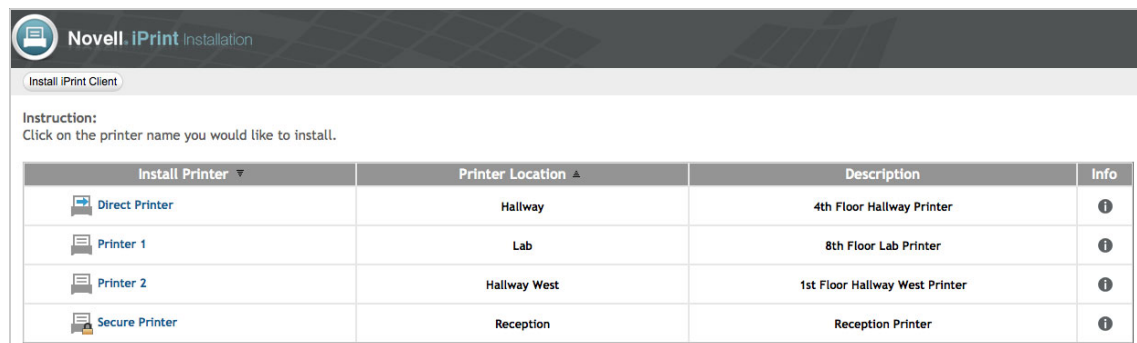 Novell. iPrint Installation
Install iPrint Client
Instruction:
Click on the printer name you would like to install.
Install Printer Printer Location Description Info
Direct Printer Hallway 4th Floor Hallway Printer
Printer 1 Lab 8th Floor Lab Printer
Printer 2 Hallway West 1st Floor Hallway West Printer
Secure Printer Reception Reception Printer